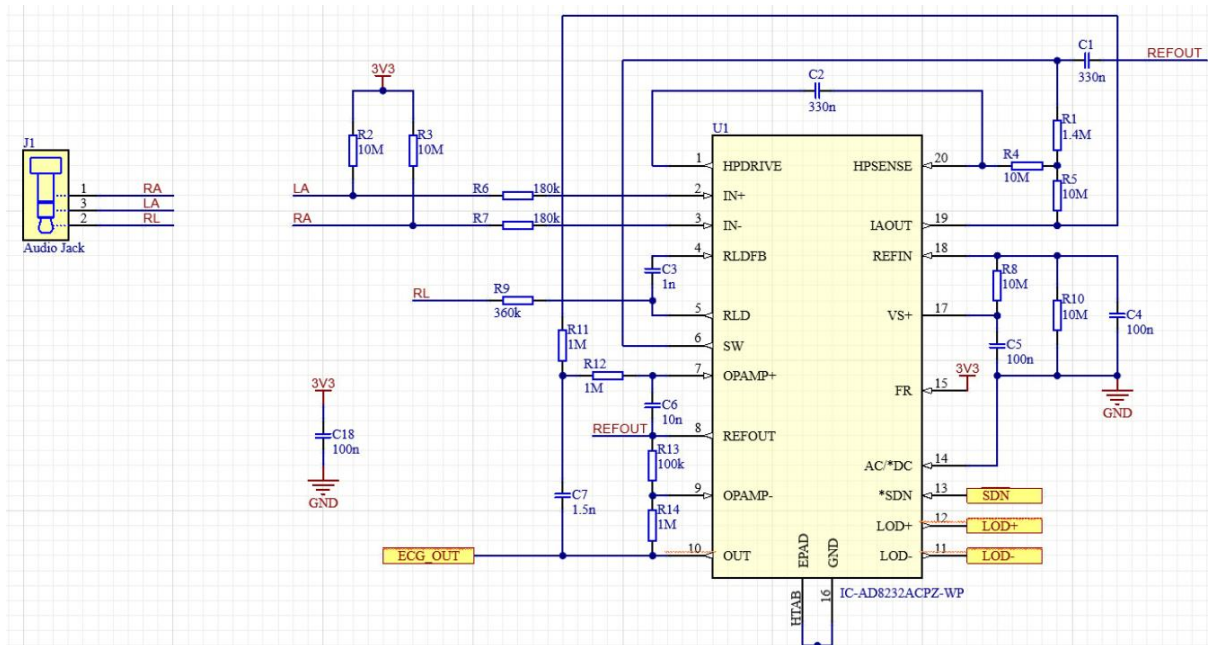 C1
330n
REFOUT
C2
330n
3V3
R2
10M
R3
10M
R1
1.4M
J1
U1
1
HPDRIVE
HPSENSE
20
R4
10M
R5
10M
1
RA
LA
R6
180k
2
IN+
3
LA
2
RL
RA
R7
180k
3
IN-
IAOUT
19
Audio Jack
4
RLDFB
REFIN
18
C3
1n
R8
10M
R10
10M
RL
R9
360k
5
RLD
VS+
17
C4
100n
R11
1M
6
SW
C5
100n
R12
1M
7
OPAMP+
3V3
FR
15
GND
3V3
C6
10n
REFOUT
8
REFOUT
C18
100n
R13
100k
AC/*DC
14
GND
C7
1.5n
9
OPAMP-
*SDN
13
SDN
R14
1M
LOD+
12
LOD+
ECG_OUT
10
OUT
LOD-
11
LOD-
EPAD
GND
HTAB
16
IC-AD8232ACPZ-WP